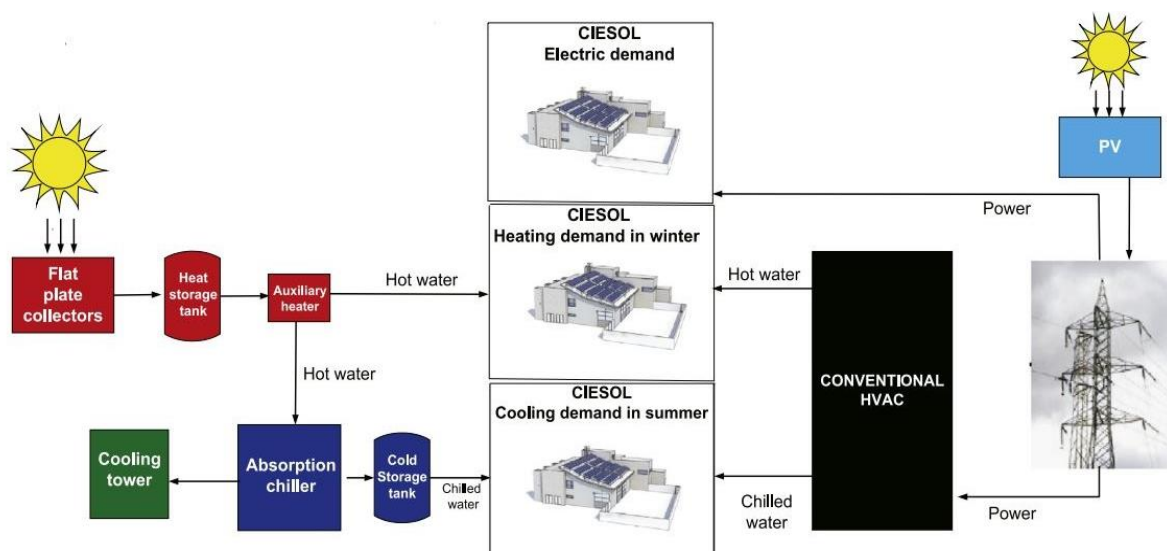 CIESOL
Electric demand
PV
Power
CIESOL
Heating demand in winter
Flat
plate
collectors
Heat
storage
tank
Auxiliary
heater
Hot water
Hot water
Hot water
CONVENTIONAL
HVAC
CIESOL
Cooling demand in summer
Cooling
tower
Absorption
chiller
Cold
Storage
tank
Chilled
water
Chilled
water
Power